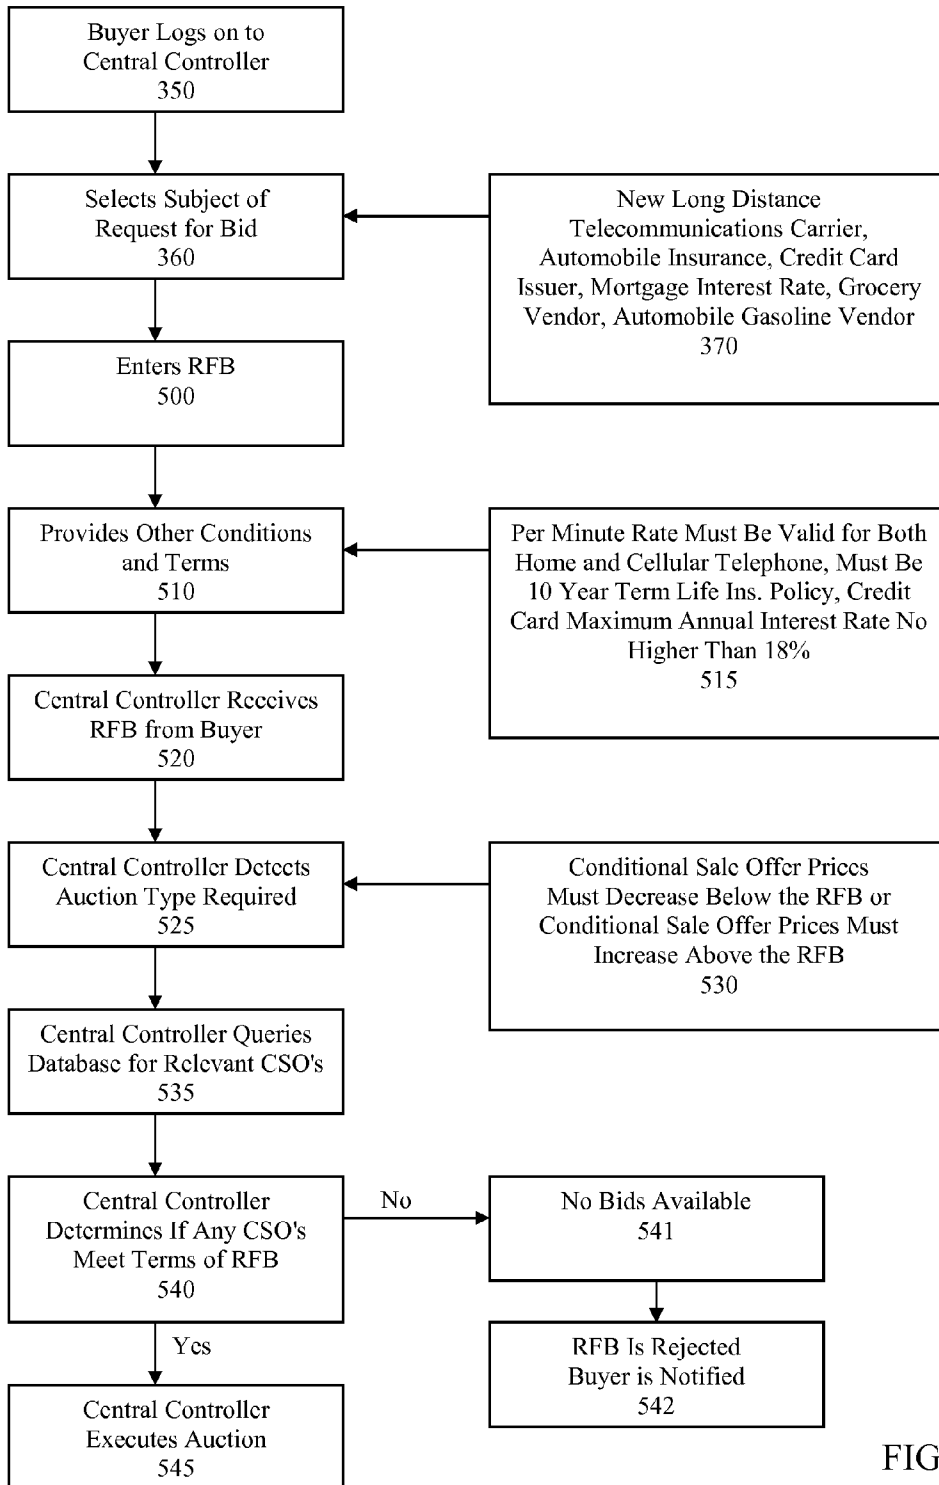 Buyer Logs on to
Central Controller
350
Selects Subject of
Request for Bid
360
New Long Distance
Telecommunications Carrier,
Automobile Insurance, Credit Card
Issuer, Mortgage Interest Rate, Grocery
Vendor, Automobile Gasoline Vendor
370
Enters RFB
500
Provides Other Conditions
and Terms
510
Per Minute Rate Must Be Valid for Both
Home and Cellular Telephone, Must Be
10 Year Term Life Ins. Policy, Credit
Card Maximum Annual Interest Rate No
Higher Than 18%
515
Central Controller Receives
RFB from Buyer
520
Central Controller Detects
Auction Type Required
525
Conditional Sale Offer Prices
Must Decrease Below the RFB or
Conditional Sale Offer Prices Must
Increase Above the RFB
530
Central Controller Queries
Database for Relevant CSO's
535
Central Controller
Determines If Any CSO's
Meet Terms of RFB
540
No
No Bids Available
541
Yes
RFB Is Rejected
Buyer is Notified
542
Central Controller
Executes Auction
545
FIG